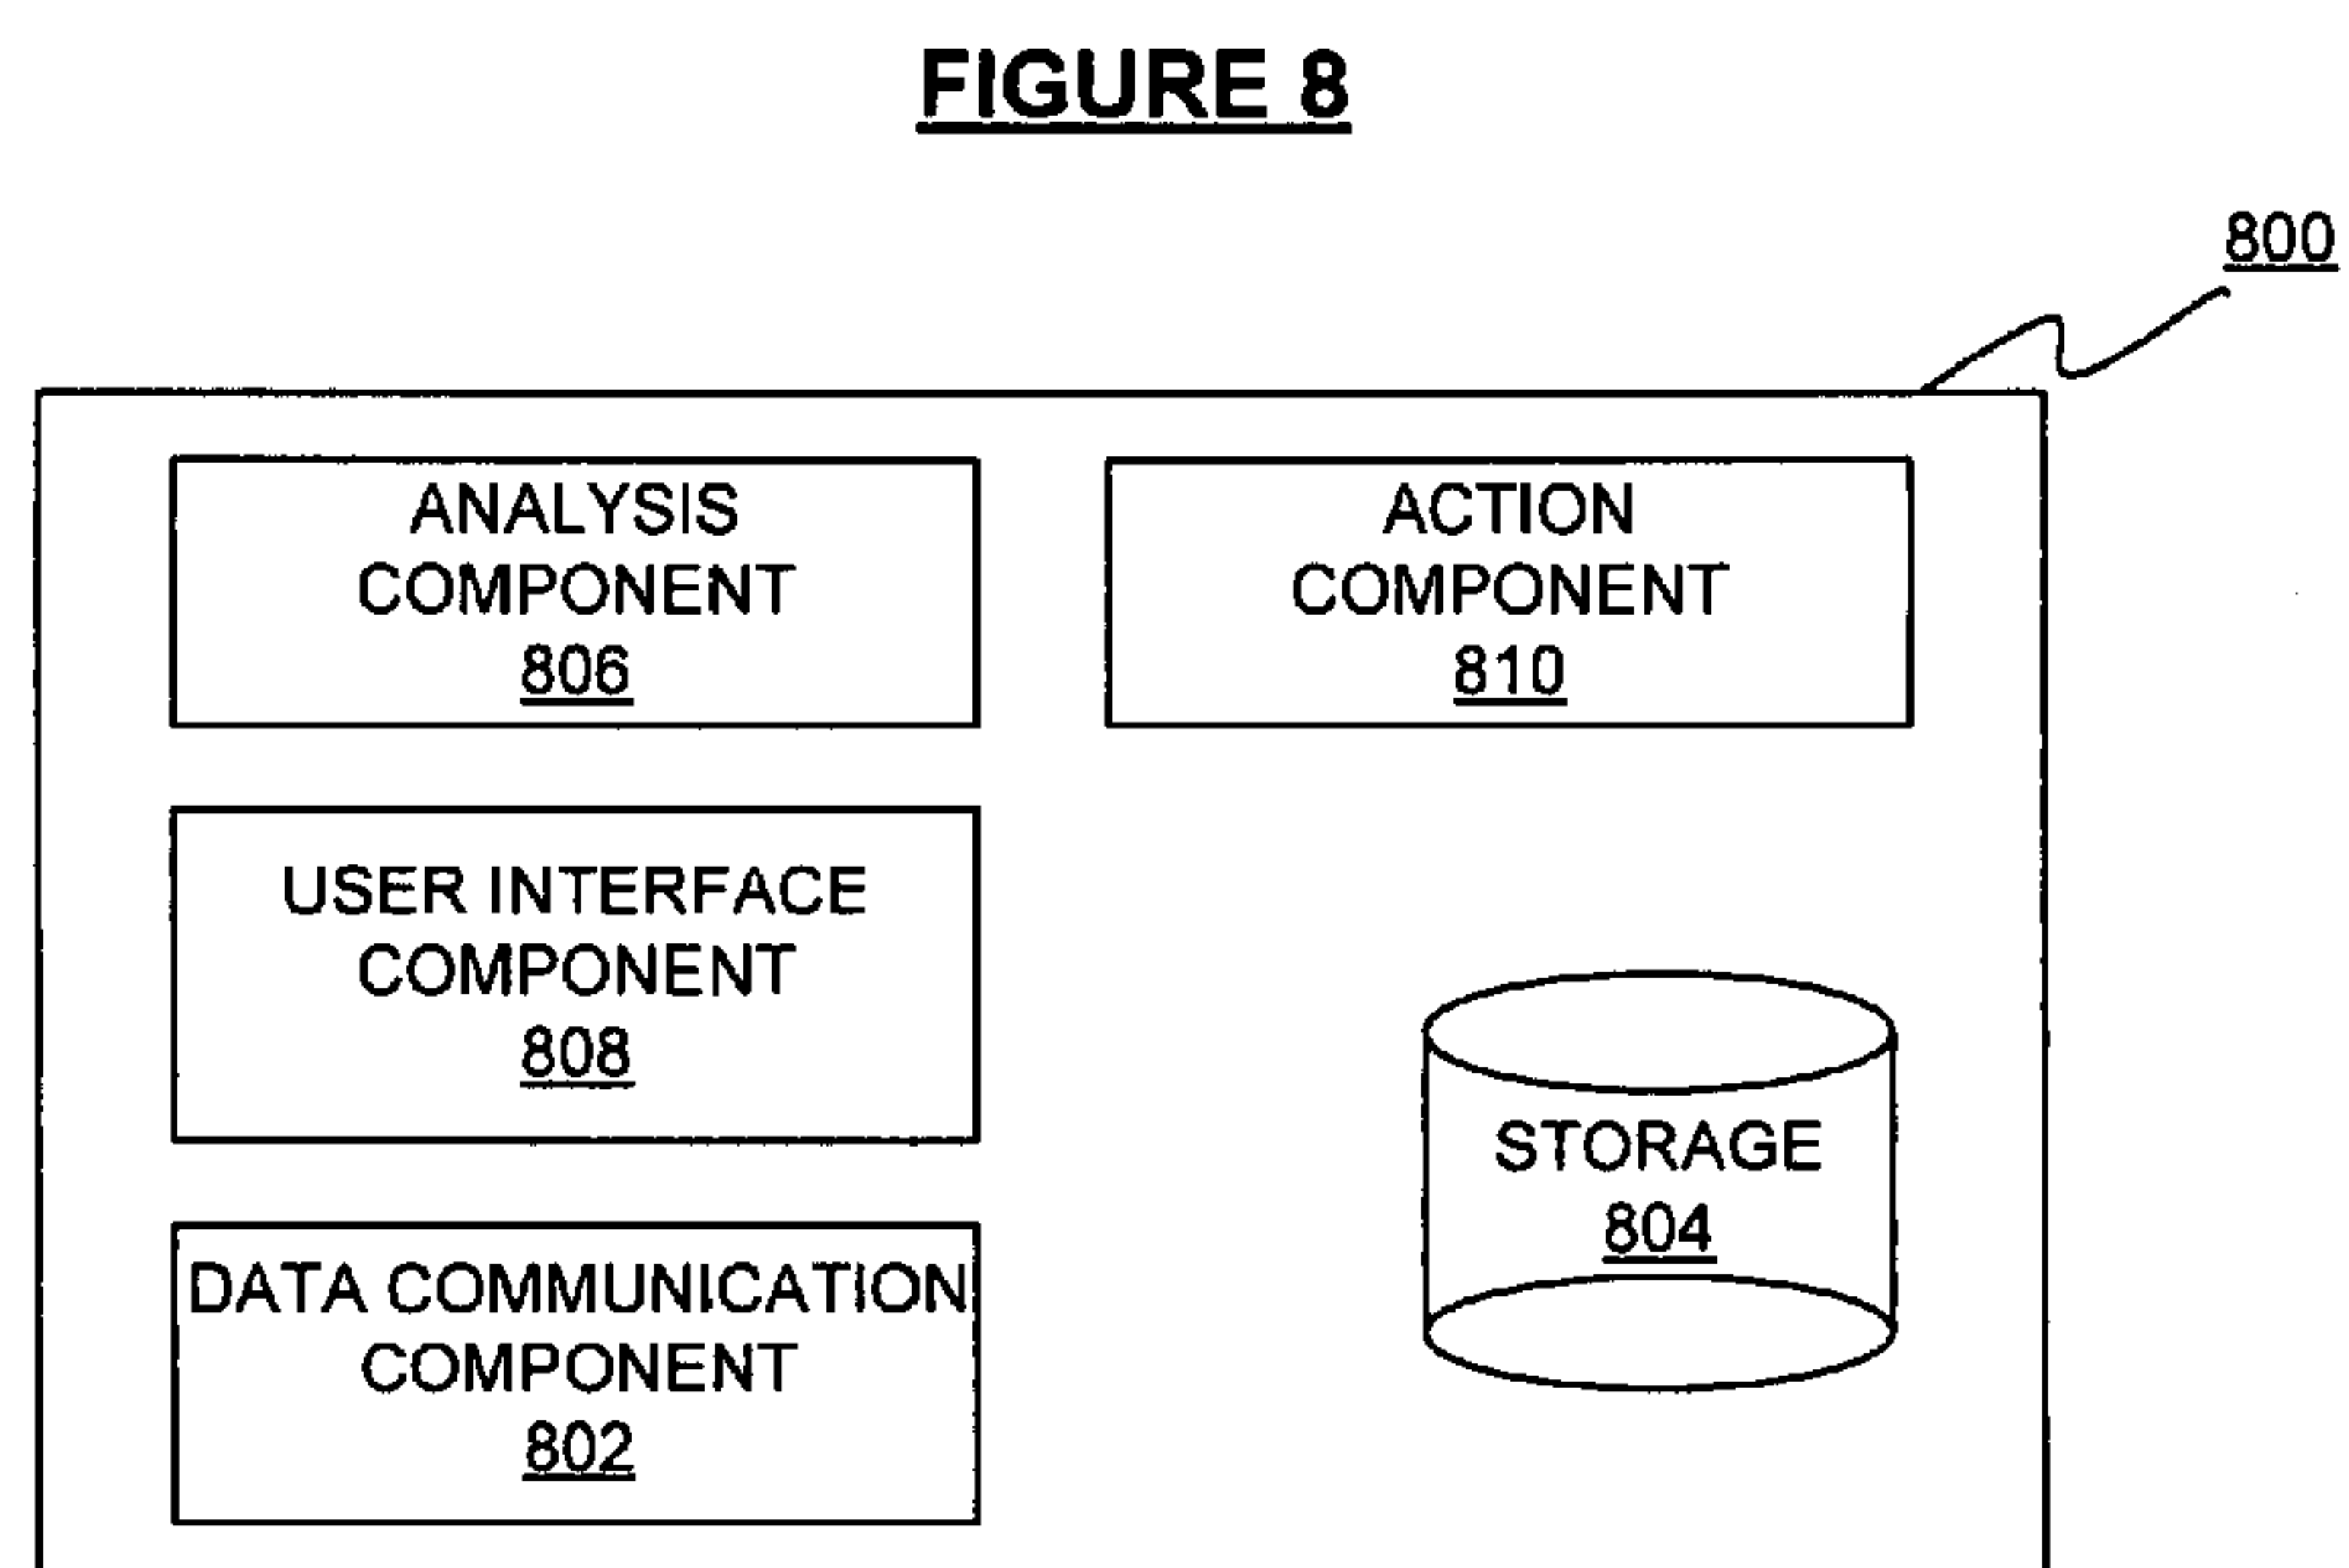 FIGURE 8
800
ANALYSIS
COMPONENT
806
ACTION
COMPONENT
810
USER INTERFACE
COMPONENT
808
STORAGE
804
DATA COMMUNICATION
COMPONENT
802